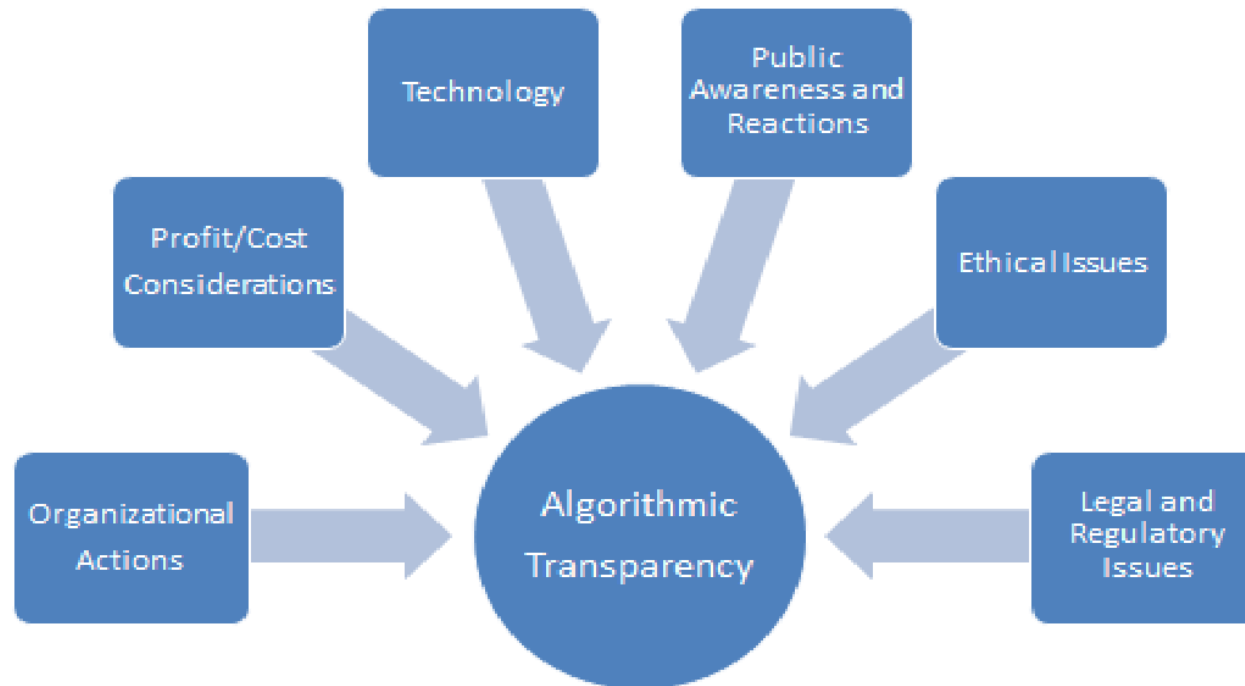 Technology
Public
Awareness and
Reactions
Profit/Cost
Considerations
Ethical Issues
Organizational
Actions
Algorithmic
Transparency
Legal and
Regulatory
Issues